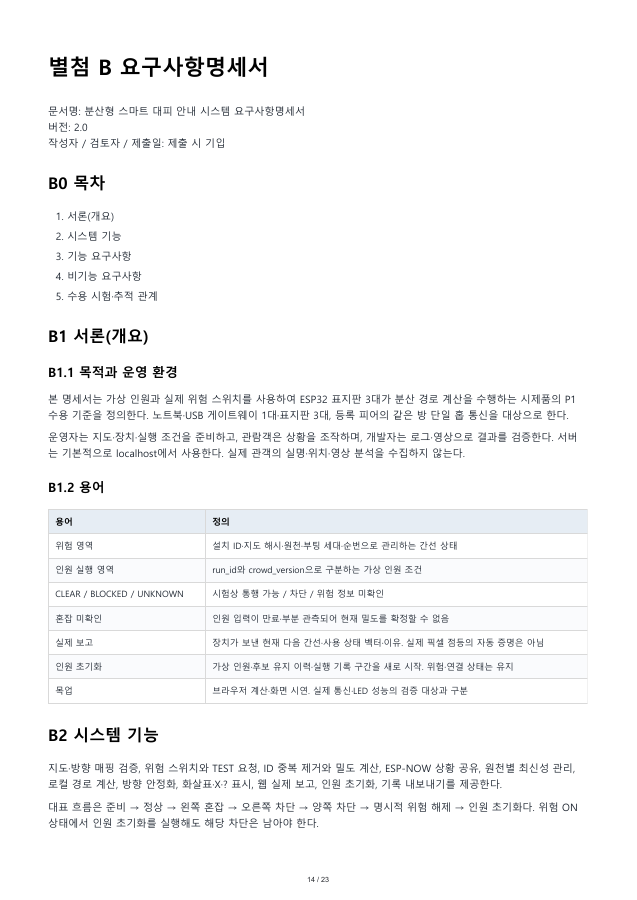 별첨 B 요구사항명세서
문서명: 분산형 스마트 대피 안내 시스템 요구사항명세서
버전: 2.0
작성자 / 검토자 / 제출일: 제출 시 기입
B0 목차
1. 서론(개요)
2. 시스템 기능
3. 기능 요구사항
4. 비기능 요구사항
5. 수용 시험·추적 관계
B1 서론(개요)
B1.1 목적과 운영 환경
본 명세서는 가상 인원과 실제 위험 스위치를 사용하여 ESP32 표지판 3대가 분산 경로 계산을 수행하는 시제품의 P1
수용 기준을 정의한다. 노트북·USB 게이트웨이 1대·표지판 3대, 등록 피어의 같은 방 단일 홉 통신을 대상으로 한다.
운영자는 지도·장치·실행 조건을 준비하고, 관람객은 상황을 조작하며, 개발자는 로그·영상으로 결과를 검증한다. 서버
는 기본적으로 localhost에서 사용한다. 실제 관객의 실명·위치·영상 분석을 수집하지 않는다.
B1.2 용어
용어 정의
위험 영역 설치 ID·지도 해시·원천·부팅 세대·순번으로 관리하는 간선 상태
인원 실행 영역 run_id와 crowd_version으로 구분하는 가상 인원 조건
CLEAR / BLOCKED / UNKNOWN 시험상 통행 가능 / 차단 / 위험 정보 미확인
혼잡 미확인 인원 입력이 만료·부분 관측되어 현재 밀도를 확정할 수 없음
실제 보고 장치가 보낸 현재 다음 간선·사용 상태 벡터·이유. 실제 픽셀 점등의 자동 증명은 아님
인원 초기화 가상 인원·후보 유지 이력·실행 기록 구간을 새로 시작. 위험·연결 상태는 유지
목업 브라우저 계산·화면 시연. 실제 통신·LED 성능의 검증 대상과 구분
B2 시스템 기능
지도·방향 매핑 검증, 위험 스위치와 TEST 요청, ID 중복 제거와 밀도 계산, ESP-NOW 상황 공유, 원천별 최신성 관리,
로컬 경로 계산, 방향 안정화, 화살표·X·? 표시, 웹 실제 보고, 인원 초기화, 기록 내보내기를 제공한다.
대표 흐름은 준비 → 정상 → 왼쪽 혼잡 → 오른쪽 차단 → 양쪽 차단 → 명시적 위험 해제 → 인원 초기화다. 위험 ON
상태에서 인원 초기화를 실행해도 해당 차단은 남아야 한다.
14 / 23